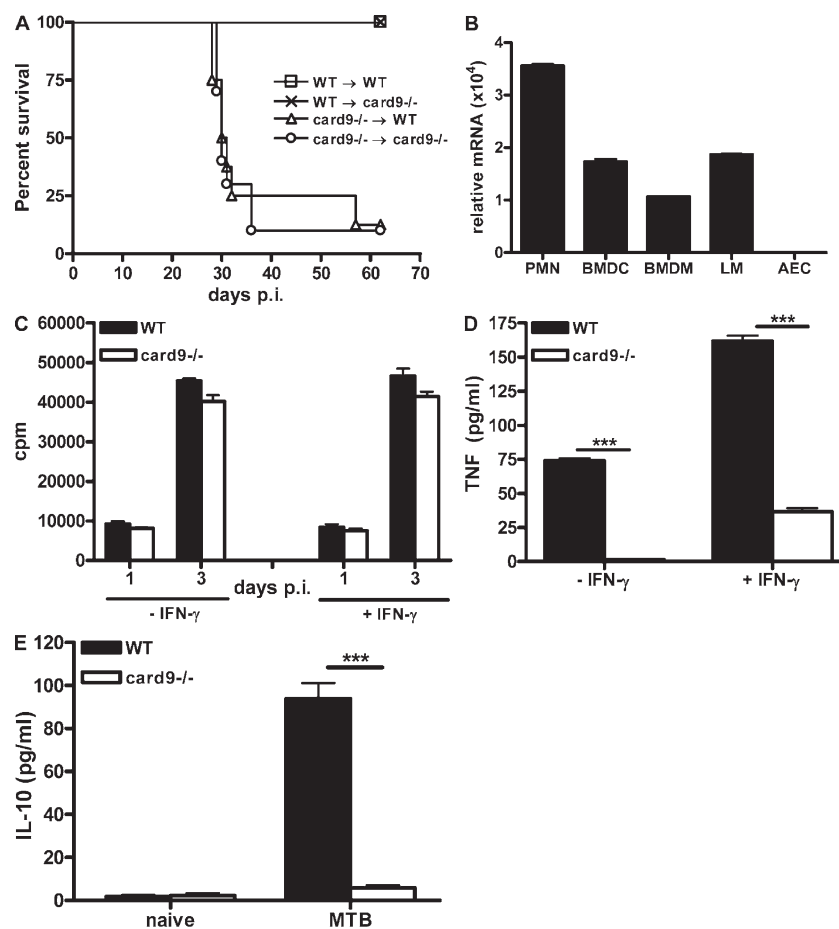 A
Percent survival
100
75
50
25
0
0 10 20 30 40 50 60 70
days p.i.
WT → WT
WT → card9-/-
card9-/- → WT
card9-/- → card9-/-
B
relative mRNA (x10⁴)
4
3
2
1
0
PMN BMDC BMDM LM AEC
C
cpm
60000
50000
40000
30000
20000
10000
0
WT
card9-/-
1 3 days p.i. 1 3
- IFN-γ + IFN-γ
D
TNF (pg/ml)
175
150
125
100
75
50
25
0
WT
card9-/-
***
***
- IFN-γ + IFN-γ
E
IL-10 (pg/ml)
120
100
80
60
40
20
0
WT
card9-/-
***
naive MTB